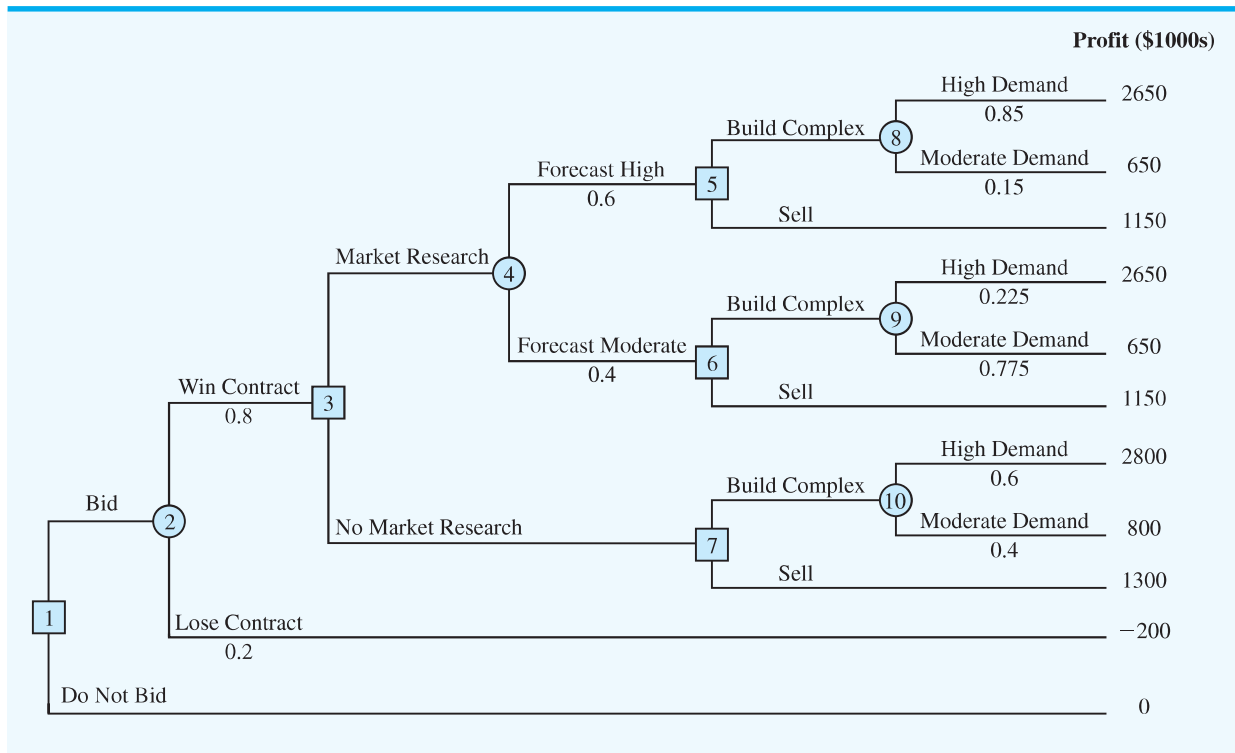 Profit ($1000s)
High Demand
2650
0.85
Build Complex
8
Moderate Demand
650
0.15
Forecast High
0.6
5
Sell
1150
Market Research
4
High Demand
2650
0.225
Build Complex
9
Moderate Demand
650
0.775
Forecast Moderate
0.4
6
Sell
1150
Win Contract
0.8
3
High Demand
2800
0.6
Build Complex
10
Moderate Demand
800
0.4
Bid
2
No Market Research
7
Sell
1300
1
Lose Contract
0.2
−200
Do Not Bid
0